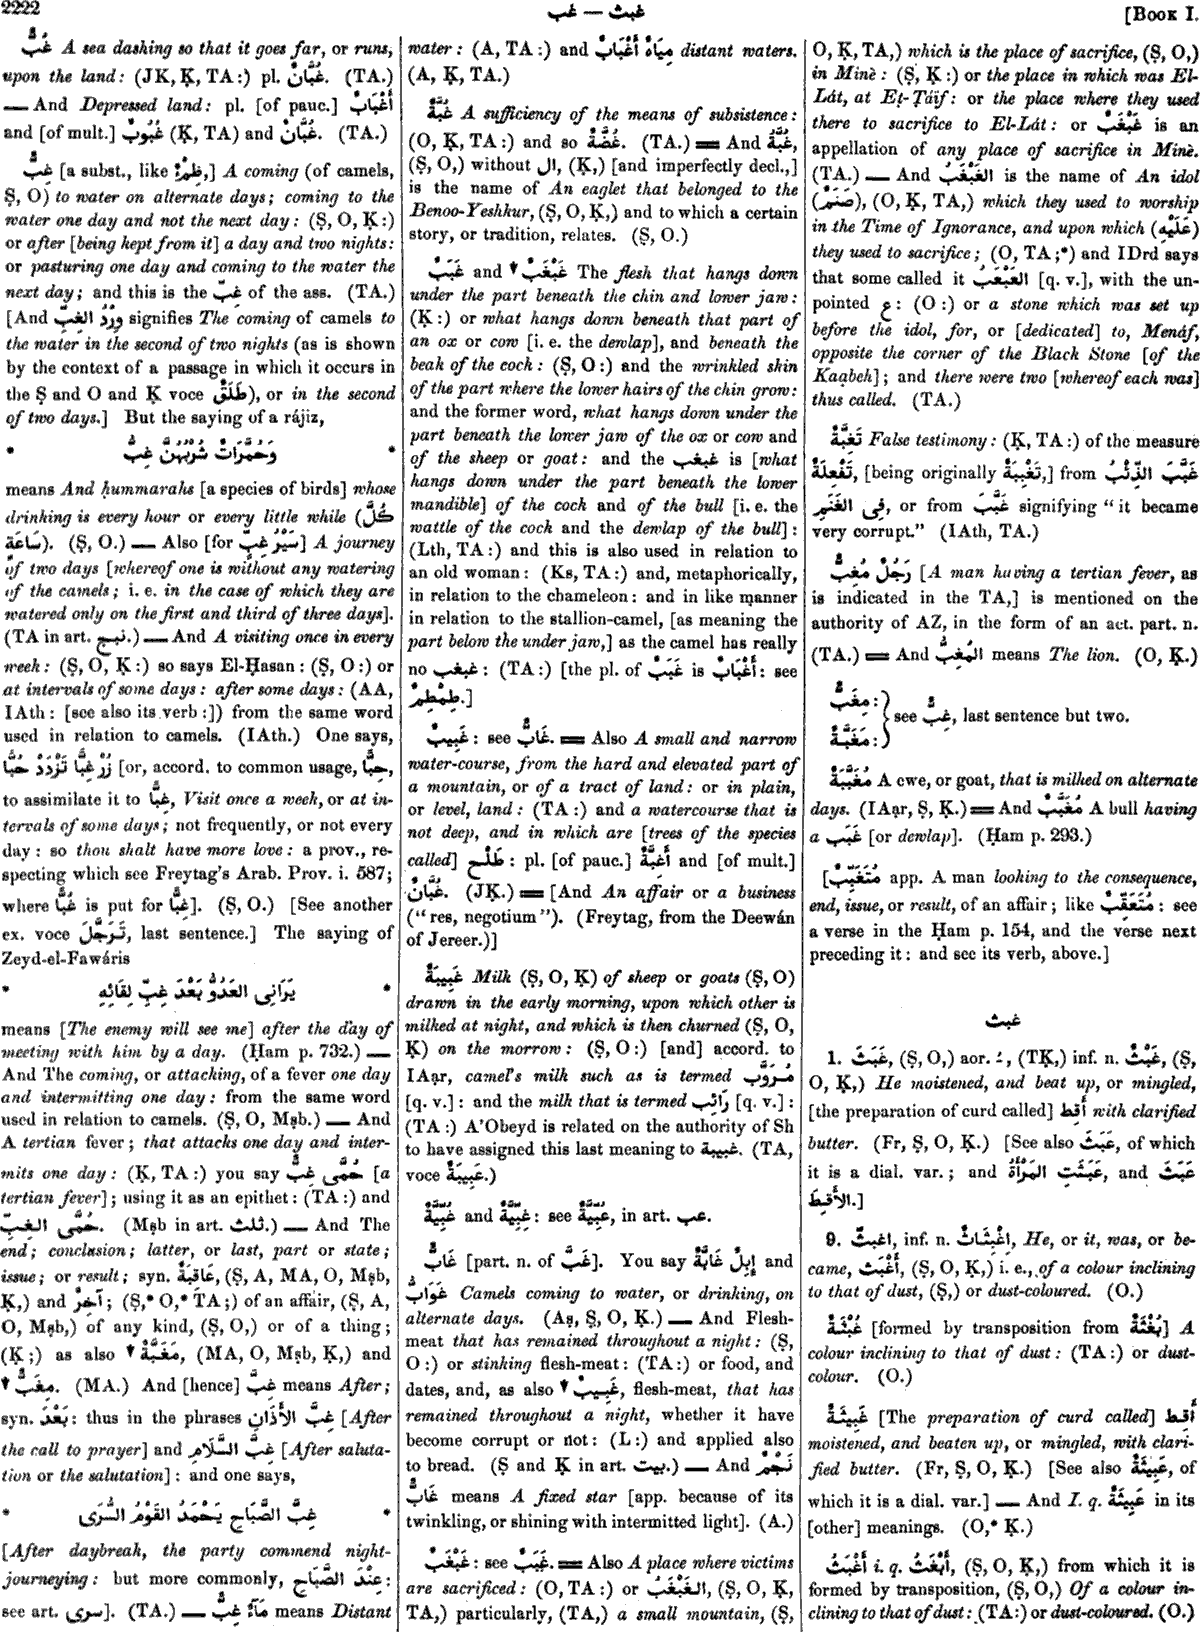 2222
غب — غبث
[BOOK I.
غُبٌّ A sea dashing so that it goes far, or runs,
upon the land: (JK, Ḳ, TA:) pl. غُبَّانٌ. (TA.)
— And Depressed land: pl. [of pauc.] أَغْبَابٌ
and [of mult.] غُبُوبٌ (Ḳ, TA) and غُبَّانٌ. (TA.)
غِبٌّ [a subst., like ظِمْءٌ,] A coming (of camels,
Ṣ, O) to water on alternate days; coming to the
water one day and not the next day: (Ṣ, O, Ḳ:)
or after [being kept from it] a day and two nights:
or pasturing one day and coming to the water the
next day; and this is the غِبّ of the ass. (TA.)
[And وِرْدُ الغِبِّ signifies The coming of camels to
the water in the second of two nights (as is shown
by the context of a passage in which it occurs in
the Ṣ and O and Ḳ voce طَلَقٌ), or in the second
of two days.] But the saying of a rájiz,
* وَحُمَّرَاتٌ شُرْبُهُنَّ غِبُّ *
means And ḥummarahs [a species of birds] whose
drinking is every hour or every little while (كُلَّ
سَاعَةٍ). (Ṣ, O.) — Also [for سَيْرُ غِبٍّ] A journey
of two days [whereof one is without any watering
of the camels; i. e. in the case of which they are
watered only on the first and third of three days].
(TA in art. نبج.) — And A visiting once in every
week: (Ṣ, O, Ḳ:) so says El-Ḥasan: (Ṣ, O:) or
at intervals of some days: after some days: (AA,
IAth: [see also its verb:]) from the same word
used in relation to camels. (IAth.) One says,
زُرْ غِبًّا تَزْدَدْ حُبًّا [or, accord. to common usage, حِبًّا,
to assimilate it to غِبًّا, Visit once a week, or at in-
tervals of some days; not frequently, or not every
day: so thou shalt have more love: a prov., re-
specting which see Freytag's Arab. Prov. i. 587;
where غُبًّا is put for غِبًّا]. (Ṣ, O.) [See another
ex. voce تَرَجَّلَ, last sentence.] The saying of
Zeyd-el-Fawáris
* يَرَانِى العَدُوُّ بَعْدَ غِبِّ لِقَائِهِ *
means [The enemy will see me] after the day of
meeting with him by a day. (Ḥam p. 732.) —
And The coming, or attacking, of a fever one day
and intermitting one day: from the same word
used in relation to camels. (Ṣ, O, Mṣb.) — And
A tertian fever; that attacks one day and inter-
mits one day: (Ḳ, TA:) you say حُمَّى غِبٌّ [a
tertian fever]; using it as an epithet: (TA:) and
حُمَّى الغِبِّ. (Mṣb in art. ثلث.) — And The
end; conclusion; latter, or last, part or state;
issue; or result; syn. عَاقِبَةٌ, (Ṣ, A, MA, O, Mṣb,
Ḳ,) and آخِرٌ; (Ṣ,* O,* TA;) of an affair, (Ṣ, A,
O, Mṣb,) of any kind, (Ṣ, O,) or of a thing;
(Ḳ;) as also ▼ مَغَبَّةٌ, (MA, O, Mṣb, Ḳ,) and
▼ مِغَبٌّ. (MA.) And [hence] غِبَّ means After;
syn. بَعْدَ: thus in the phrases غِبَّ الأَذَانِ [After
the call to prayer] and غِبَّ السَّلَامِ [After saluta-
tion or the salutation]: and one says,
* غِبَّ الصَّبَاحِ يَحْمَدُ القَوْمُ السُّرَى *
[After daybreak, the party commend night-
journeying: but more commonly, عِنْدَ الصَّبَاحِ:
see art. سرى]. (TA.) — مَآءٌ غِبٌّ means Distant
water: (A, TA:) and مِيَاهٌ أَغْبَابٌ distant waters.
(A, Ḳ, TA.)
غُبَّةٌ A sufficiency of the means of subsistence:
(O, Ḳ, TA:) and so غُصَّةٌ. (TA.) ═ And غُبَّةُ,
(Ṣ, O,) without ال, (Ḳ,) [and imperfectly decl.,]
is the name of An eaglet that belonged to the
Benoo-Yeshkur, (Ṣ, O, Ḳ,) and to which a certain
story, or tradition, relates. (Ṣ, O.)
غَبَبٌ and ▼ غَبْغَبٌ The flesh that hangs down
under the part beneath the chin and lower jaw:
(Ḳ:) or what hangs down beneath that part of
an ox or cow [i. e. the dewlap], and beneath the
beak of the cock: (Ṣ, O:) and the wrinkled skin
of the part where the lower hairs of the chin grow:
and the former word, what hangs down under the
part beneath the lower jaw of the ox or cow and
of the sheep or goat: and the غبغب is [what
hangs down under the part beneath the lower
mandible] of the cock and of the bull [i. e. the
wattle of the cock and the dewlap of the bull]:
(Lth, TA:) and this is also used in relation to
an old woman: (Ks, TA:) and, metaphorically,
in relation to the chameleon: and in like manner
in relation to the stallion-camel, [as meaning the
part below the under jaw,] as the camel has really
no غبغب: (TA:) [the pl. of غَبَبٌ is أَغْبَابٌ: see
طِمْطِمٌ.]
غَبِيبٌ: see غَابٌّ. ═ Also A small and narrow
water-course, from the hard and elevated part of
a mountain, or of a tract of land: or in plain,
or level, land: (TA:) and a watercourse that is
not deep, and in which are [trees of the species
called] طَلْح: pl. [of pauc.] أَغِبَّةٌ and [of mult.]
غُبَّانٌ. (JḲ.) ═ [And An affair or a business
("res, negotium"). (Freytag, from the Deewán
of Jereer.)]
غَبِيبَةٌ Milk (Ṣ, O, Ḳ) of sheep or goats (Ṣ, O)
drawn in the early morning, upon which other is
milked at night, and which is then churned (Ṣ, O,
Ḳ) on the morrow: (Ṣ, O:) [and] accord. to
IAạr, camel's milk such as is termed مُرَوَّب
[q. v.]: and the milk that is termed رَائِب [q. v.]:
(TA:) A'Obeyd is related on the authority of Sh
to have assigned this last meaning to غبيبة. (TA,
voce غَبِيبَةٌ.)
غُبِّيَّةٌ and غِبِّيَّةٌ: see عُبِّيَّةٌ, in art. عب.
غَابٌّ [part. n. of غَبَّ]. You say إِبِلٌ غَابَّةٌ and
غَوَابُّ Camels coming to water, or drinking, on
alternate days. (Aṣ, Ṣ, O, Ḳ.) — And Flesh-
meat that has remained throughout a night: (Ṣ,
O:) or stinking flesh-meat: (TA:) or food, and
dates, and, as also ▼ غَبِيبٌ, flesh-meat, that has
remained throughout a night, whether it have
become corrupt or not: (L:) and applied also
to bread. (Ṣ and Ḳ in art. بيت.) — And نَجْمٌ
غَابٌّ means A fixed star [app. because of its
twinkling, or shining with intermitted light]. (A.)
غَبْغَبٌ: see غَبَبٌ. ═ Also A place where victims
are sacrificed: (O, TA:) or الغَبْغَبُ, (Ṣ, O, Ḳ,
TA,) particularly, (TA,) a small mountain, (Ṣ,
O, Ḳ, TA,) which is the place of sacrifice, (Ṣ, O,)
in Minè: (Ṣ, Ḳ:) or the place in which was El-
Lát, at Eṭ-Ṭáïf: or the place where they used
there to sacrifice to El-Lát: or غَبْغَبٌ is an
appellation of any place of sacrifice in Minè.
(TA.) — And الغَبْغَبُ is the name of An idol
(صَنَمٌ), (O, Ḳ, TA,) which they used to worship
in the Time of Ignorance, and upon which (عَلَيْهِ)
they used to sacrifice; (O, TA;*) and IDrd says
that some called it العَبْعَبُ [q. v.], with the un-
pointed ع: (O:) or a stone which was set up
before the idol, for, or [dedicated] to, Menáf,
opposite the corner of the Black Stone [of the
Kaạbeh]; and there were two [whereof each was]
thus called. (TA.)
تَغِبَّةٌ False testimony: (Ḳ, TA:) of the measure
تَفْعِلَةٌ, [being originally تَغْبِبَةٌ,] from غَبَّبَ الذِّئْبُ
فِى الغَنَمِ, or from غَبَّبَ signifying "it became
very corrupt." (IAth, TA.)
رَجُلٌ مُغِبٌّ [A man having a tertian fever, as
is indicated in the TA,] is mentioned on the
authority of AZ, in the form of an act. part. n.
(TA.) ═ And المُغِبُّ means The lion. (O, Ḳ.)
مِغَبٌّ:
مَغَبَّةٌ: } see غِبٌّ, last sentence but two.
مُغَبَّبَةٌ A ewe, or goat, that is milked on alternate
days. (IAạr, Ṣ, Ḳ.) ═ And مُغَبَّبٌ A bull having
a غَبَب [or dewlap]. (Ḥam p. 293.)
[مُتَغَبِّبٌ app. A man looking to the consequence,
end, issue, or result, of an affair; like مُتَعَقِّبٌ: see
a verse in the Ḥam p. 154, and the verse next
preceding it: and see its verb, above.]
غبث
1. غَبَثَ, (Ṣ, O,) aor. ـُ, (TḲ,) inf. n. غَبْثٌ, (Ṣ,
O, Ḳ,) He moistened, and beat up, or mingled,
[the preparation of curd called] أَقِط with clarified
butter. (Fr, Ṣ, O, Ḳ.) [See also عَبَثَ, of which
it is a dial. var.; and عَبَثَتِ المَرْأَةُ, and عَبَثَ
الأَقِطَ.]
9. اغبثّ, inf. n. اِغْبِثَاثٌ, He, or it, was, or be-
came, أَغْبَث, (Ṣ, O, Ḳ,) i. e., of a colour inclining
to that of dust, (Ṣ,) or dust-coloured. (O.)
غُبْثَةٌ [formed by transposition from بُغْثَةٌ] A
colour inclining to that of dust: (TA:) or dust-
colour. (O.)
غَبِيثَةٌ [The preparation of curd called] أَقِط
moistened, and beaten up, or mingled, with clari-
fied butter. (Fr, Ṣ, O, Ḳ.) [See also عَبِيثَةٌ, of
which it is a dial. var.] — And I. q. عَبِيثَةٌ in its
[other] meanings. (O,* Ḳ.)
أَغْبَثُ i. q. أَبْغَثُ, (Ṣ, O, Ḳ,) from which it is
formed by transposition, (Ṣ, O,) Of a colour in-
clining to that of dust: (TA:) or dust-coloured. (O.)